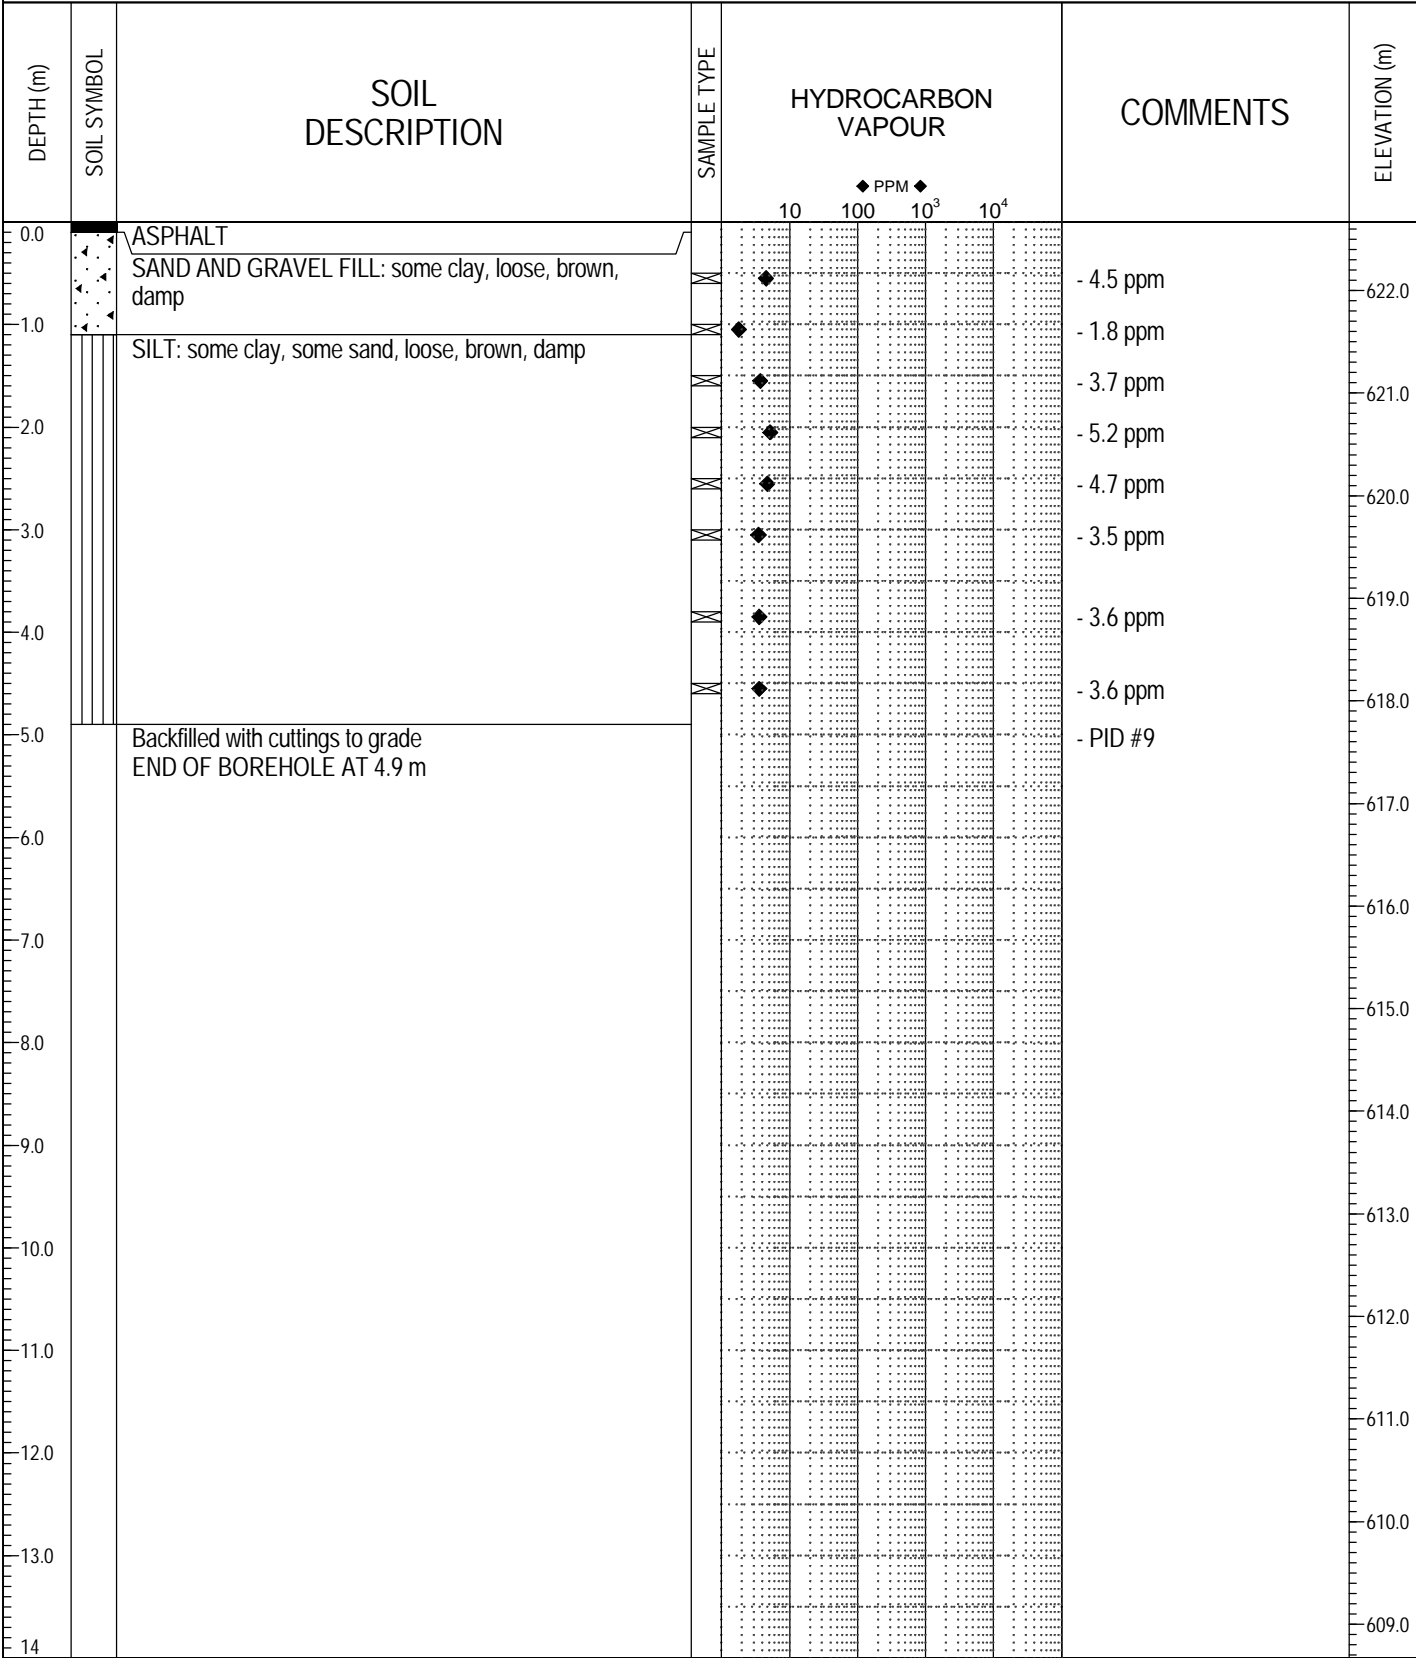 DEPTH (m)
SOIL SYMBOL
SOIL
DESCRIPTION
SAMPLE TYPE
HYDROCARBON
VAPOUR
◆ PPM ◆
10 100 10³ 10⁴
COMMENTS
ELEVATION (m)
0.0
ASPHALT
SAND AND GRAVEL FILL: some clay, loose, brown,
damp
- 4.5 ppm
622.0
1.0
- 1.8 ppm
SILT: some clay, some sand, loose, brown, damp
- 3.7 ppm
621.0
2.0
- 5.2 ppm
- 4.7 ppm
620.0
3.0
- 3.5 ppm
619.0
- 3.6 ppm
4.0
- 3.6 ppm
618.0
5.0
Backfilled with cuttings to grade
- PID #9
END OF BOREHOLE AT 4.9 m
617.0
6.0
616.0
7.0
615.0
8.0
614.0
9.0
613.0
10.0
612.0
11.0
611.0
12.0
610.0
13.0
609.0
14